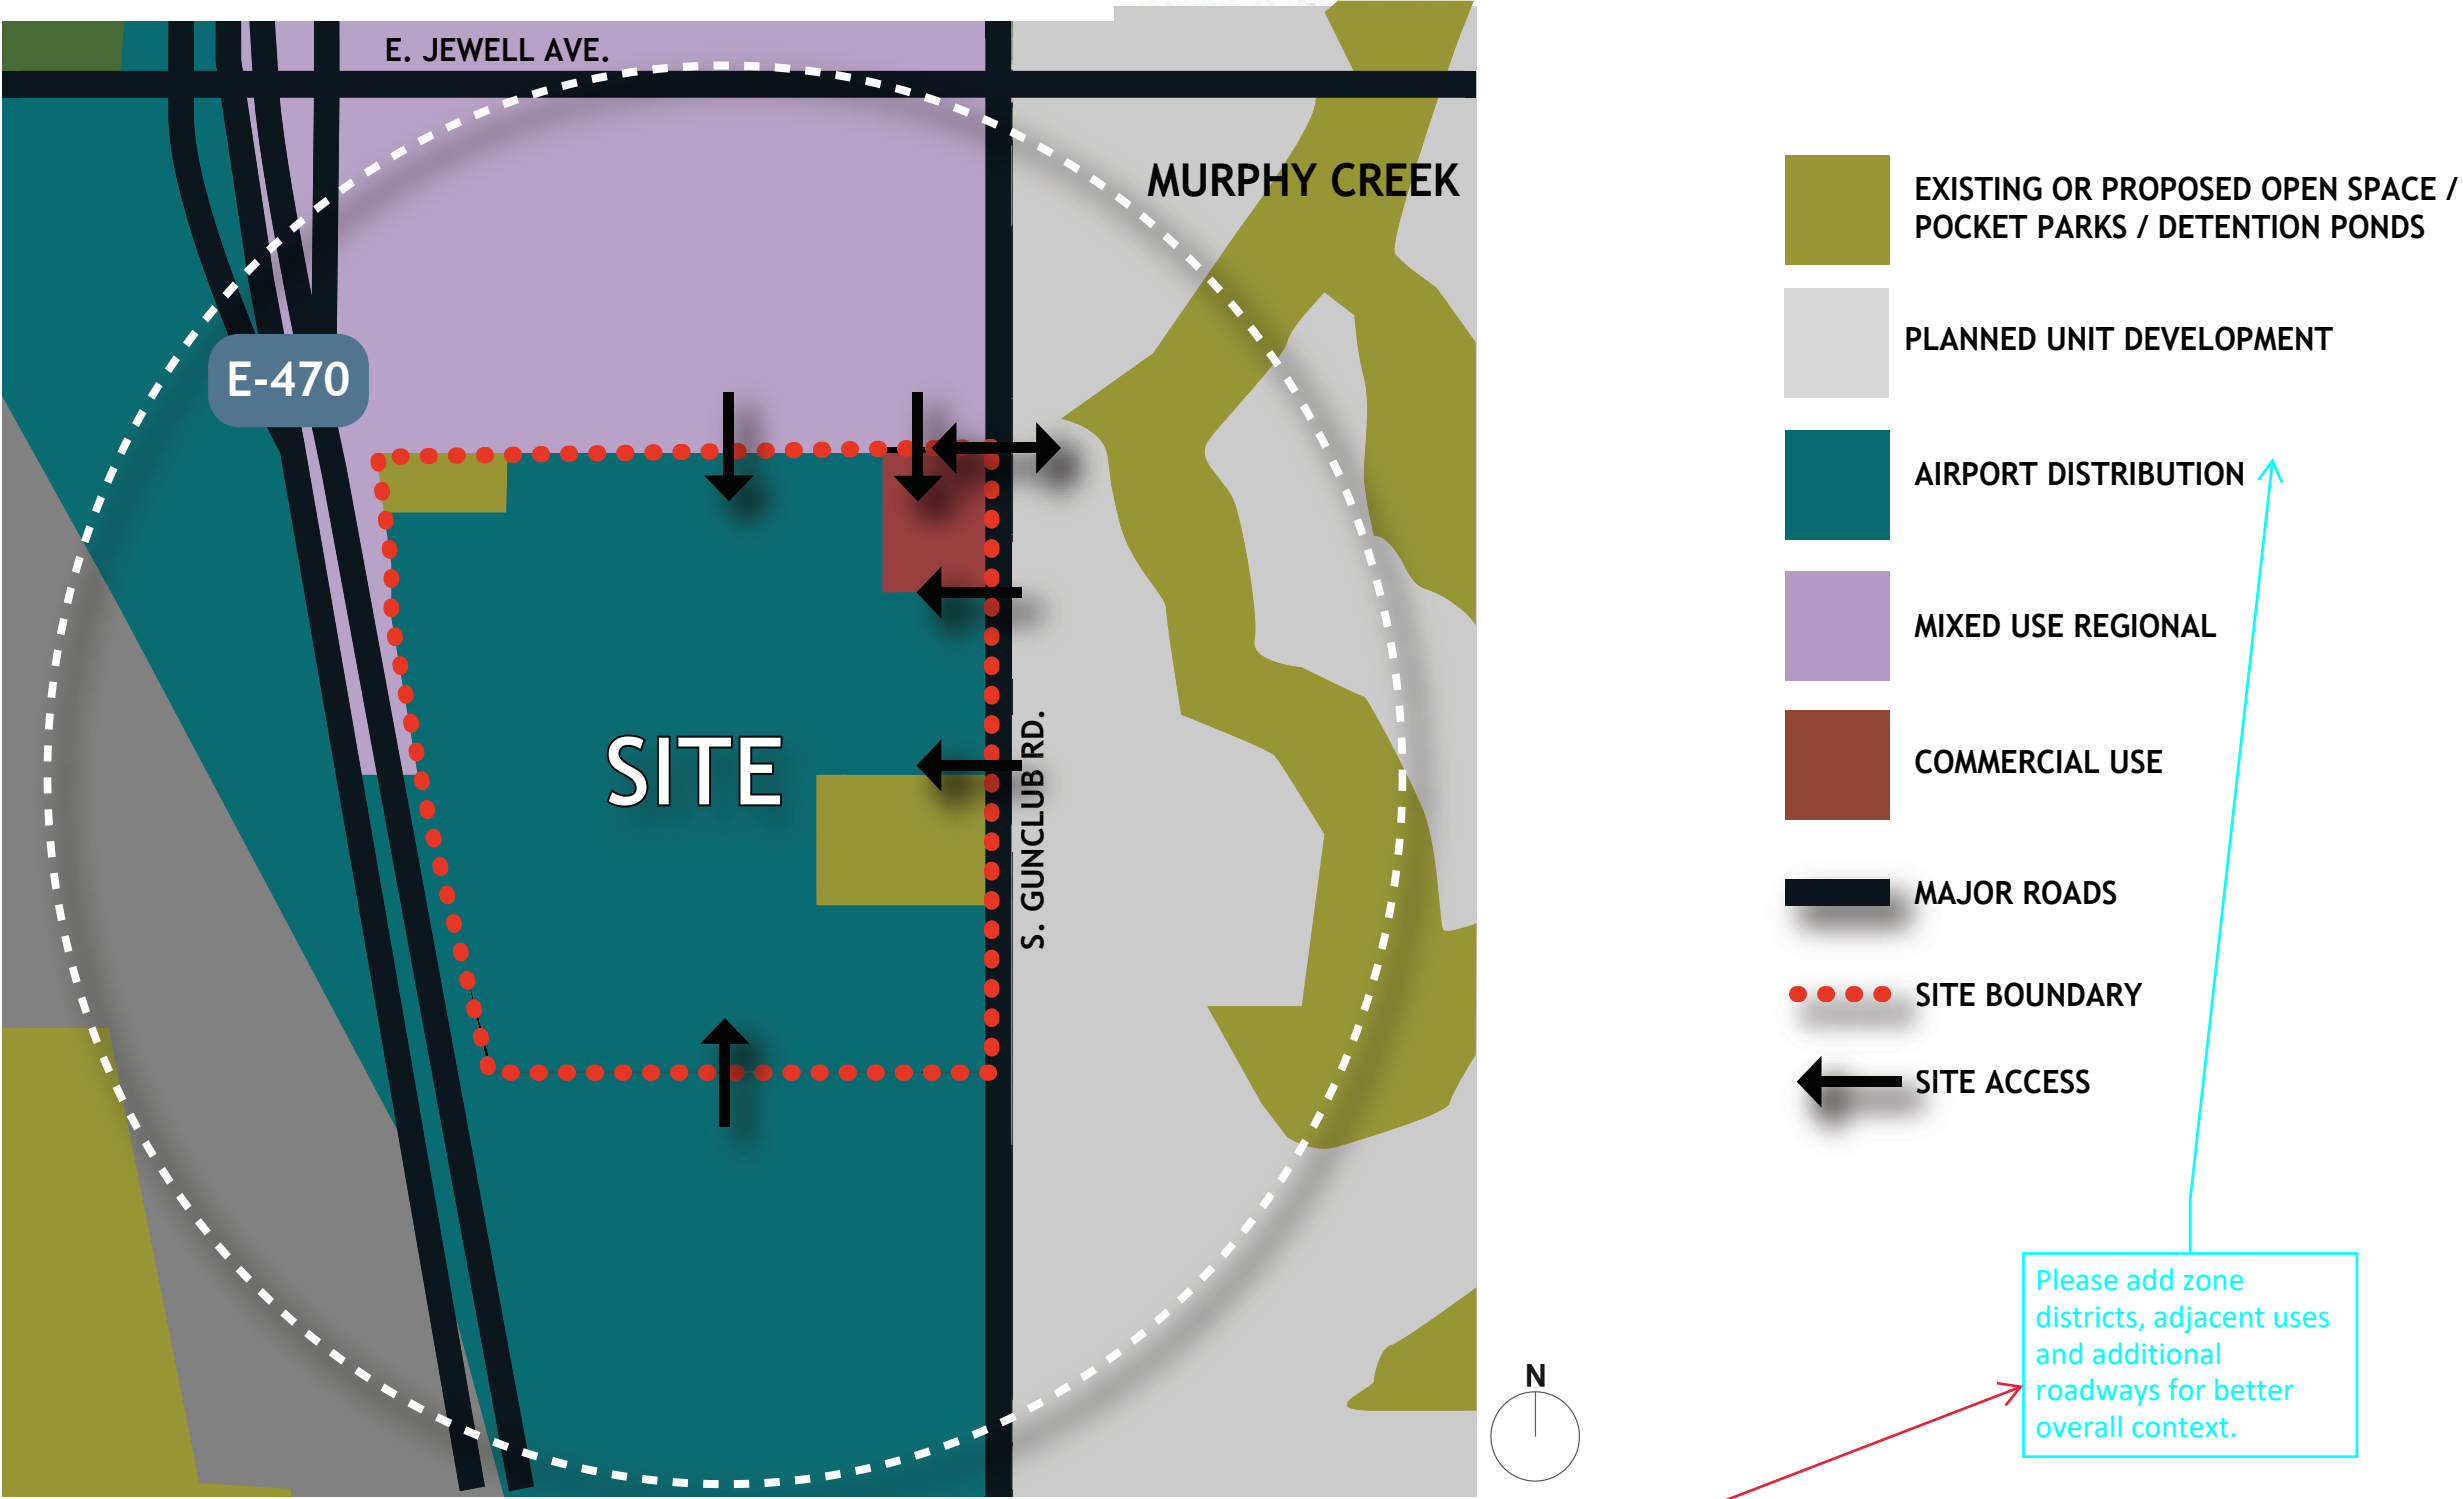 E. JEWELL AVE.
MURPHY CREEK
E-470
SITE
S. GUNCLUB RD.
N
EXISTING OR PROPOSED OPEN SPACE /
POCKET PARKS / DETENTION PONDS
PLANNED UNIT DEVELOPMENT
AIRPORT DISTRIBUTION
MIXED USE REGIONAL
COMMERCIAL USE
MAJOR ROADS
SITE BOUNDARY
SITE ACCESS
Please add zone
districts, adjacent uses
and additional
roadways for better
overall context.